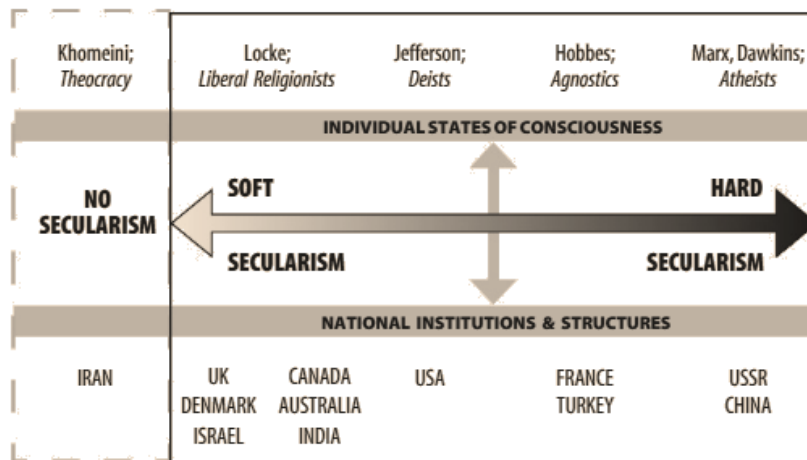 Khomeini;
Theocracy
Locke;
Liberal Religionists
Jefferson;
Deists
Hobbes;
Agnostics
Marx, Dawkins;
Atheists
INDIVIDUAL STATES OF CONSCIOUSNESS
NO
SECULARISM
SOFT
SECULARISM
HARD
SECULARISM
NATIONAL INSTITUTIONS & STRUCTURES
IRAN
UK
DENMARK
ISRAEL
CANADA
AUSTRALIA
INDIA
USA
FRANCE
TURKEY
USSR
CHINA